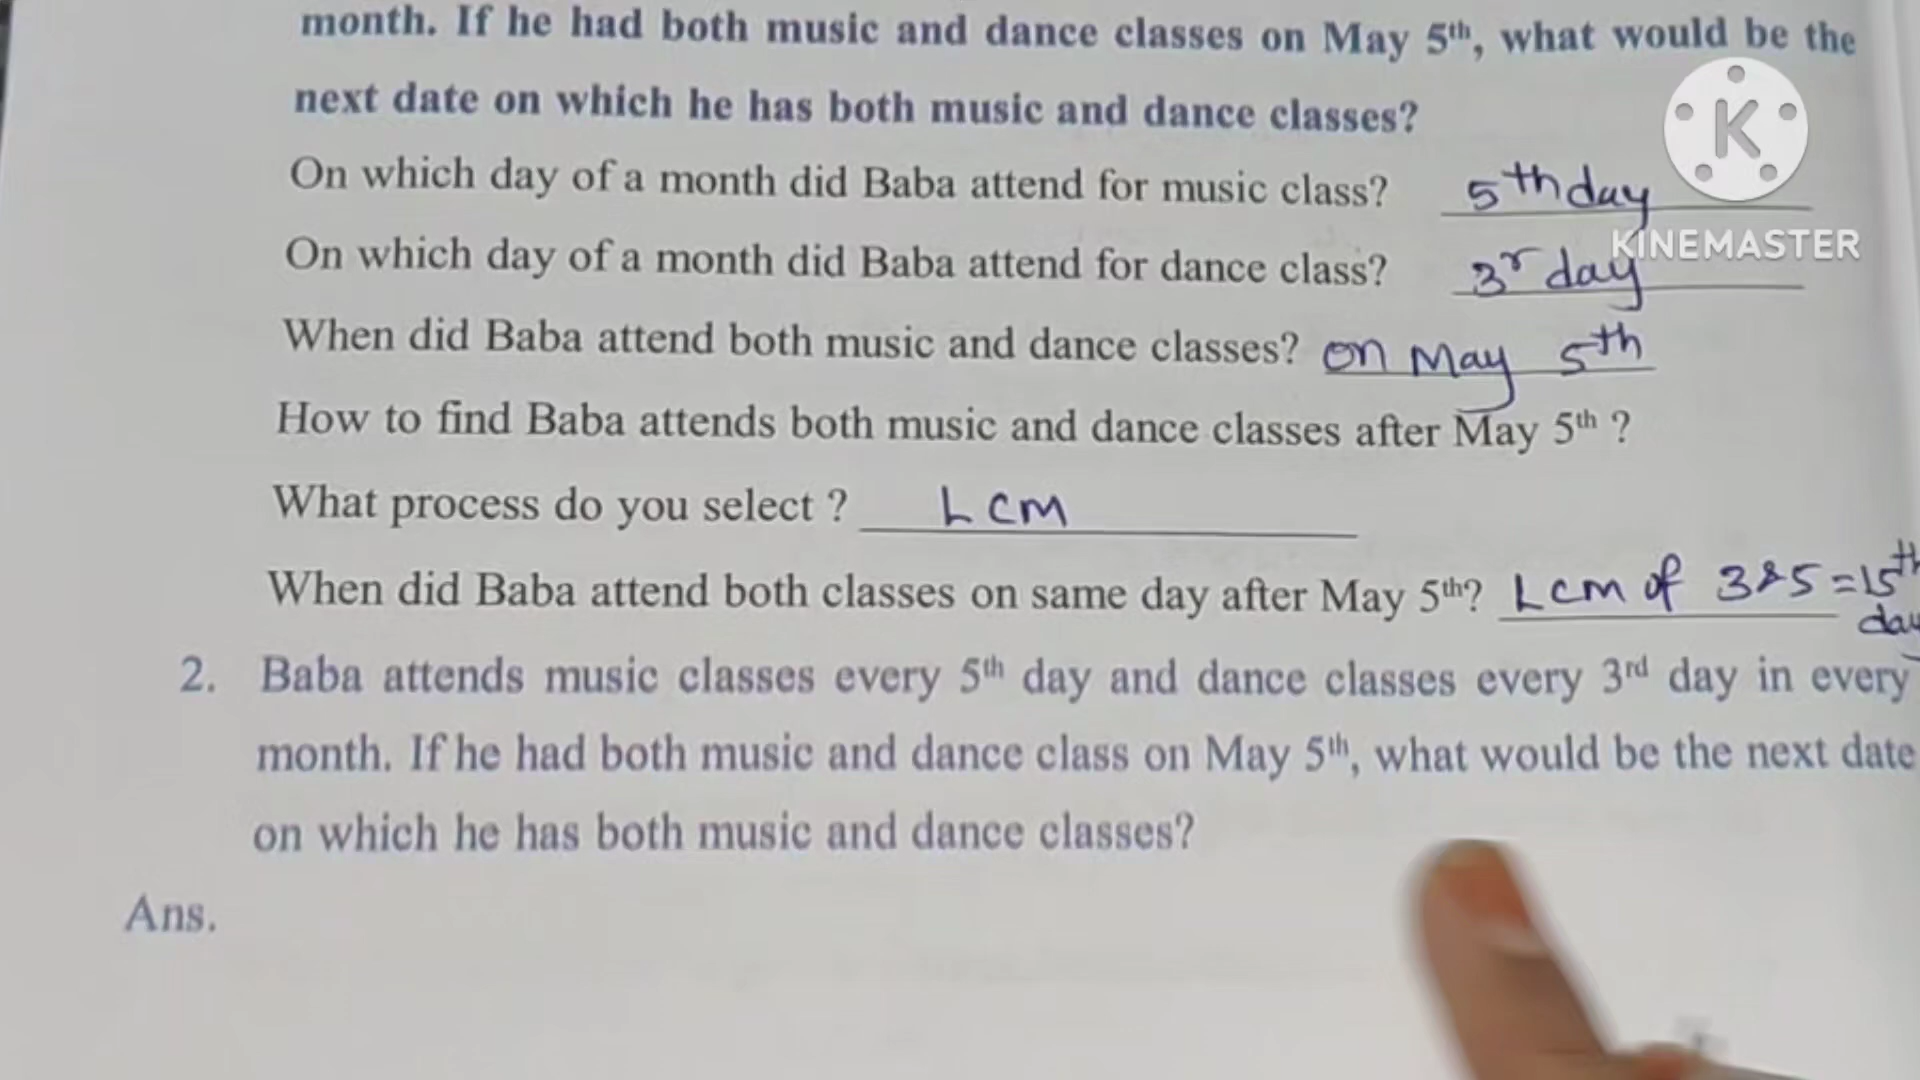 month. If he had both music and dance classes on May 5th, what would be the
next date on which he has both music and dance classes?
K
On which day of a month did Baba attend for music class? 5th day
KINEMASTER
On which day of a month did Baba attend for dance class? 3r day
When did Baba attend both music and dance classes? on May 5th
How to find Baba attends both music and dance classes after May 5th ?
What process do you select ? LCM
When did Baba attend both classes on same day after May 5th? LCM of 3&5=15th
day
2. Baba attends music classes every 5th day and dance classes every 3rd day in every
month. If he had both music and dance class on May 5th, what would be the next date
on which he has both music and dance classes?
Ans.